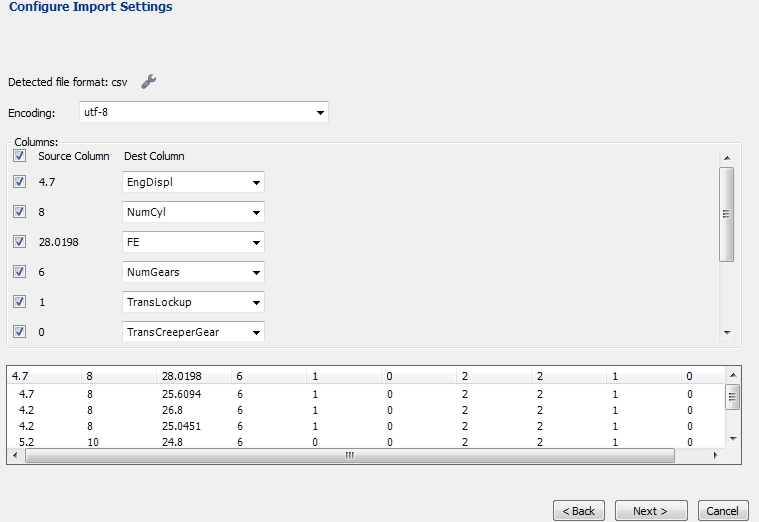 Configure Import Settings
Detected file format: csv
Encoding: utf-8
Columns:
Source Column Dest Column
4.7 EngDispl
8 NumCyl
28.0198 FE
6 NumGears
1 TransLockup
0 TransCreeperGear
4.7 8 28.0198 6 1 0 2 2 1 0
4.7 8 25.6094 6 1 0 2 2 1 0
4.2 8 26.8 6 1 0 2 2 1 0
4.2 8 25.0451 6 1 0 2 2 1 0
5.2 10 24.8 6 0 0 2 2 1 0
< Back Next > Cancel